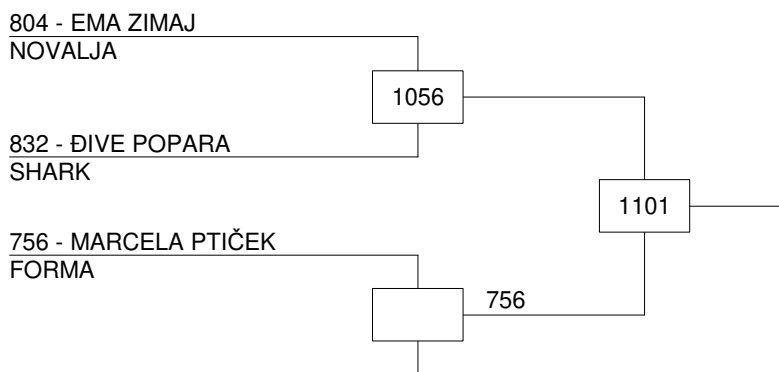 804 - EMA ZIMAJ
NOVALJA
1056
832 - ĐIVE POPARA
SHARK
1101
756 - MARCELA PTIČEK
FORMA
756